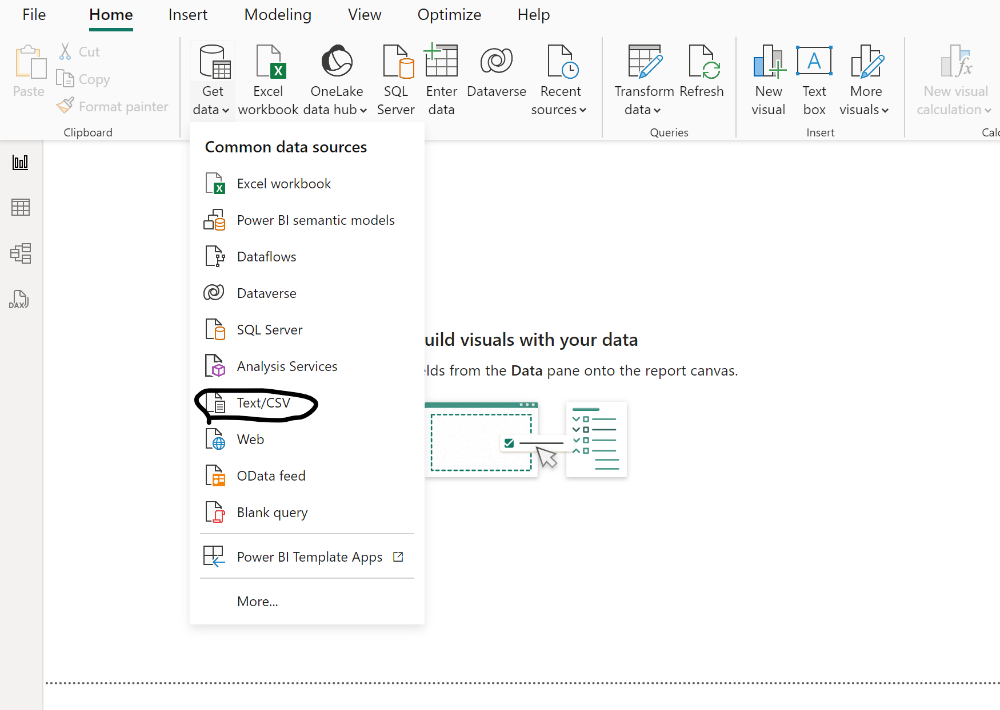 File Home Insert Modeling View Optimize Help
Paste
Cut
Copy
Format painter
Clipboard
Get
data
Excel
workbook
OneLake
data hub
SQL
Server
Enter
data
Dataverse
Recent
sources
Transform
data
Refresh
Queries
New
visual
Text
box
More
visuals
Insert
New visual
calculation
Calc
Common data sources
Excel workbook
Power BI semantic models
Dataflows
Dataverse
SQL Server
Analysis Services
Text/CSV
Web
OData feed
Blank query
Power BI Template Apps
More...
DAX
uild visuals with your data
elds from the Data pane onto the report canvas.